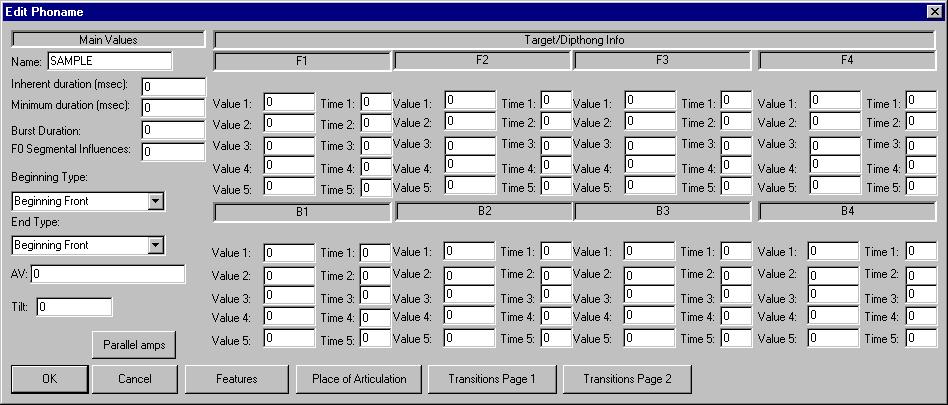 Edit Phoname
Main Values
Name: SAMPLE
Inherent duration (msec): 0
Minimum duration (msec): 0
Burst Duration: 0
F0 Segmental Influences: 0
Beginning Type:
Beginning Front
End Type:
Beginning Front
AV: 0
Tilt: 0
Parallel amps
Target/Dipthong Info
F1 F2 F3 F4
Value 1: 0 Time 1: 0 Value 1: 0 Time 1: 0 Value 1: 0 Time 1: 0 Value 1: 0 Time 1: 0
Value 2: 0 Time 2: 0 Value 2: 0 Time 2: 0 Value 2: 0 Time 2: 0 Value 2: 0 Time 2: 0
Value 3: 0 Time 3: 0 Value 3: 0 Time 3: 0 Value 3: 0 Time 3: 0 Value 3: 0 Time 3: 0
Value 4: 0 Time 4: 0 Value 4: 0 Time 4: 0 Value 4: 0 Time 4: 0 Value 4: 0 Time 4: 0
Value 5: 0 Time 5: 0 Value 5: 0 Time 5: 0 Value 5: 0 Time 5: 0 Value 5: 0 Time 5: 0
B1 B2 B3 B4
Value 1: 0 Time 1: 0 Value 1: 0 Time 1: 0 Value 1: 0 Time 1: 0 Value 1: 0 Time 1: 0
Value 2: 0 Time 2: 0 Value 2: 0 Time 2: 0 Value 2: 0 Time 2: 0 Value 2: 0 Time 2: 0
Value 3: 0 Time 3: 0 Value 3: 0 Time 3: 0 Value 3: 0 Time 3: 0 Value 3: 0 Time 3: 0
Value 4: 0 Time 4: 0 Value 4: 0 Time 4: 0 Value 4: 0 Time 4: 0 Value 4: 0 Time 4: 0
Value 5: 0 Time 5: 0 Value 5: 0 Time 5: 0 Value 5: 0 Time 5: 0 Value 5: 0 Time 5: 0
OK Cancel Features Place of Articulation Transitions Page 1 Transitions Page 2